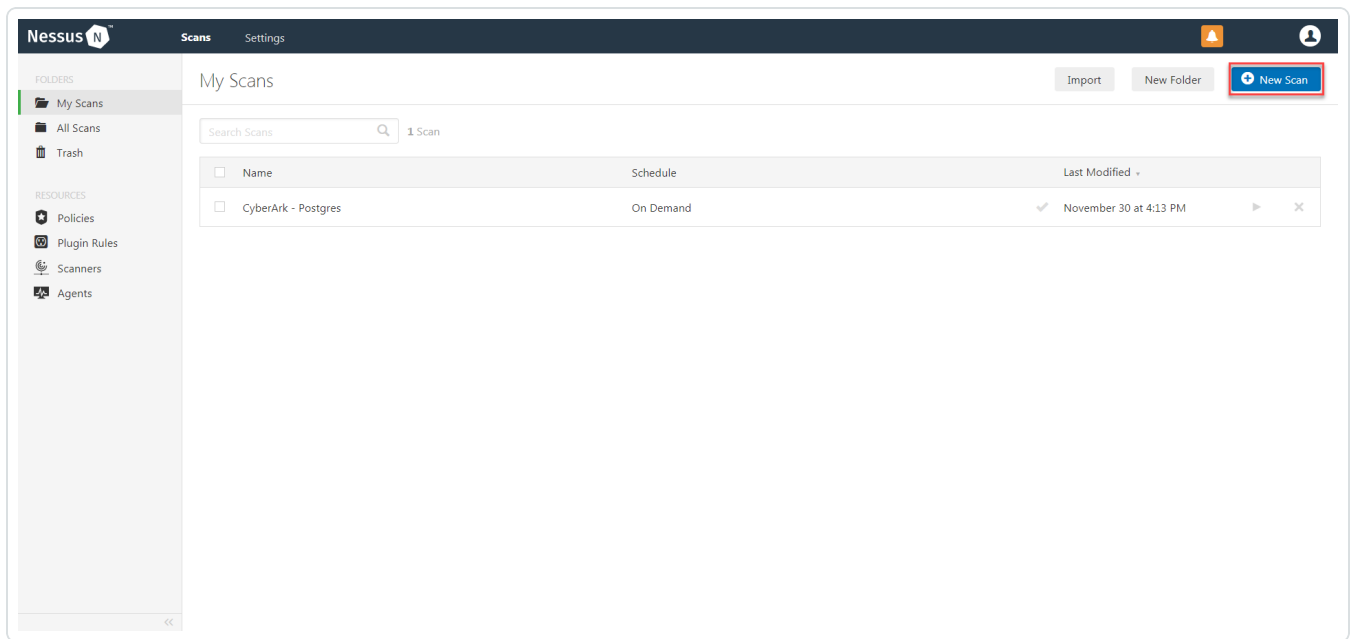 Nessus N ™
Scans Settings
FOLDERS
My Scans
All Scans
Trash
RESOURCES
Policies
Plugin Rules
Scanners
Agents
My Scans
Import New Folder New Scan
Search Scans 1 Scan
Name Schedule Last Modified
CyberArk - Postgres On Demand November 30 at 4:13 PM